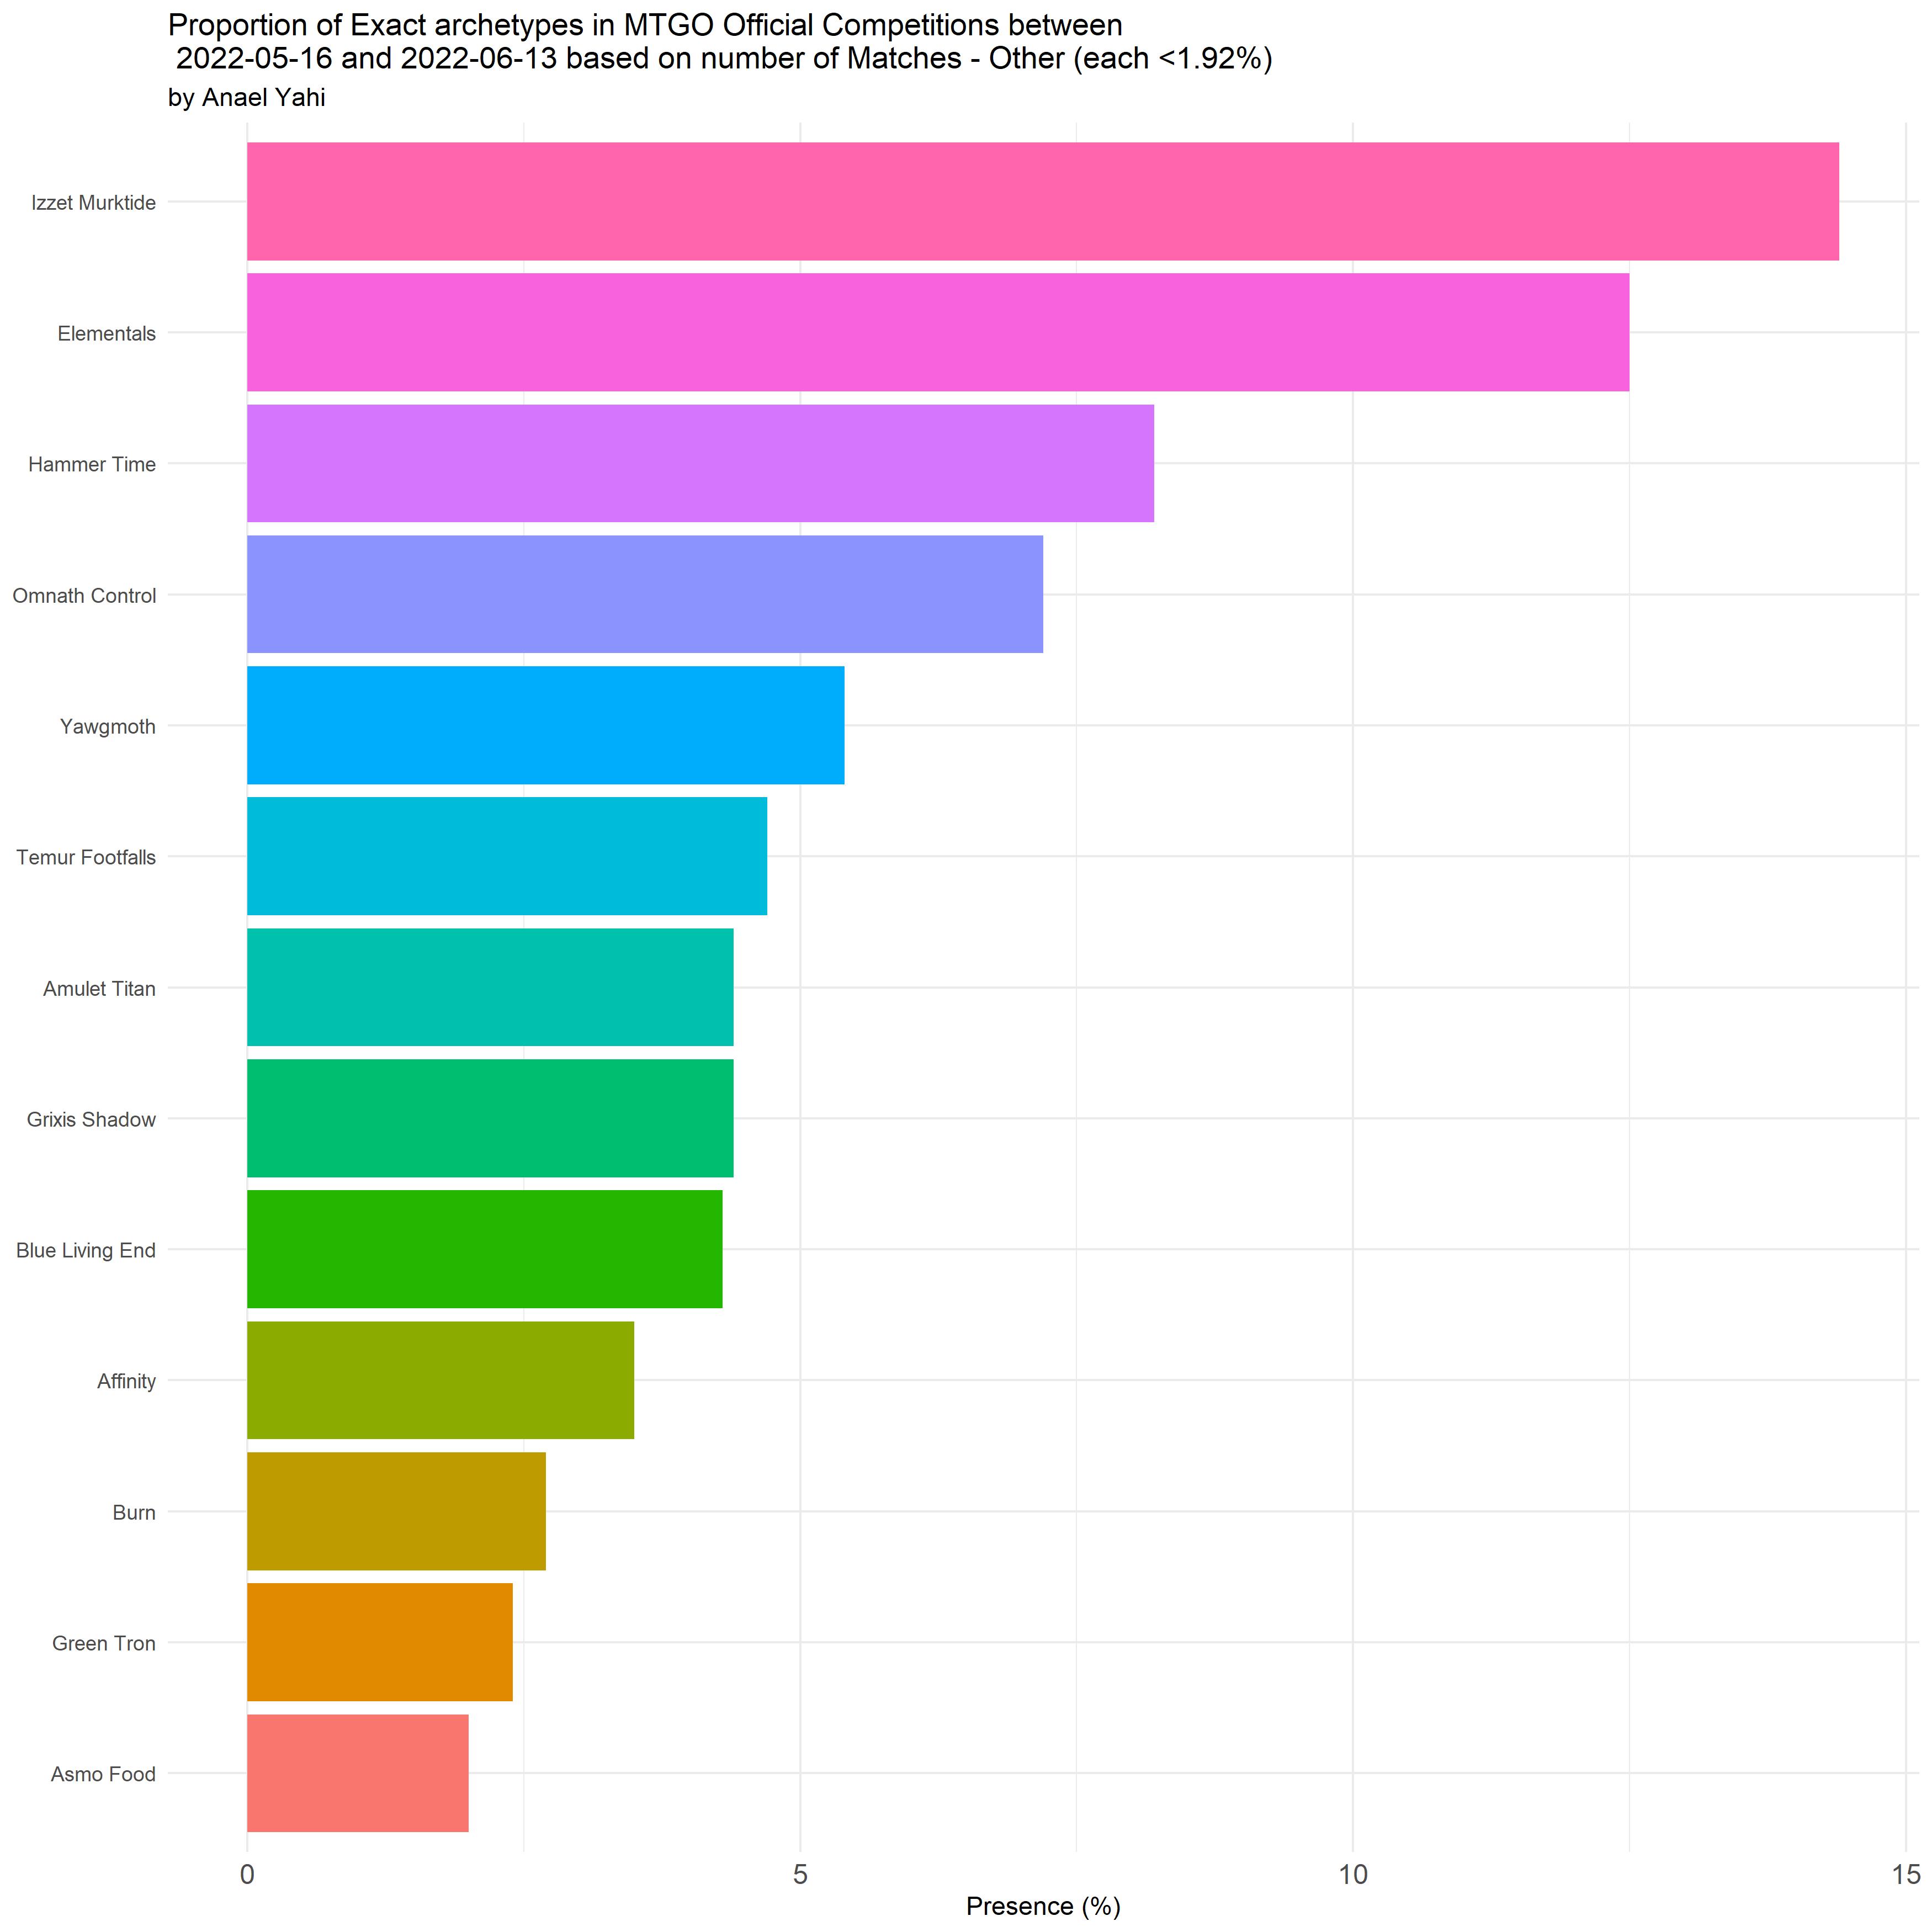 Proportion of Exact archetypes in MTGO Official Competitions between
2022-05-16 and 2022-06-13 based on number of Matches - Other (each <1.92%)
by Anael Yahi
Izzet Murktide
Elementals
Hammer Time
Omnath Control
Yawgmoth
Temur Footfalls
Amulet Titan
Grixis Shadow
Blue Living End
Affinity
Burn
Green Tron
Asmo Food
0 5 10 15
Presence (%)